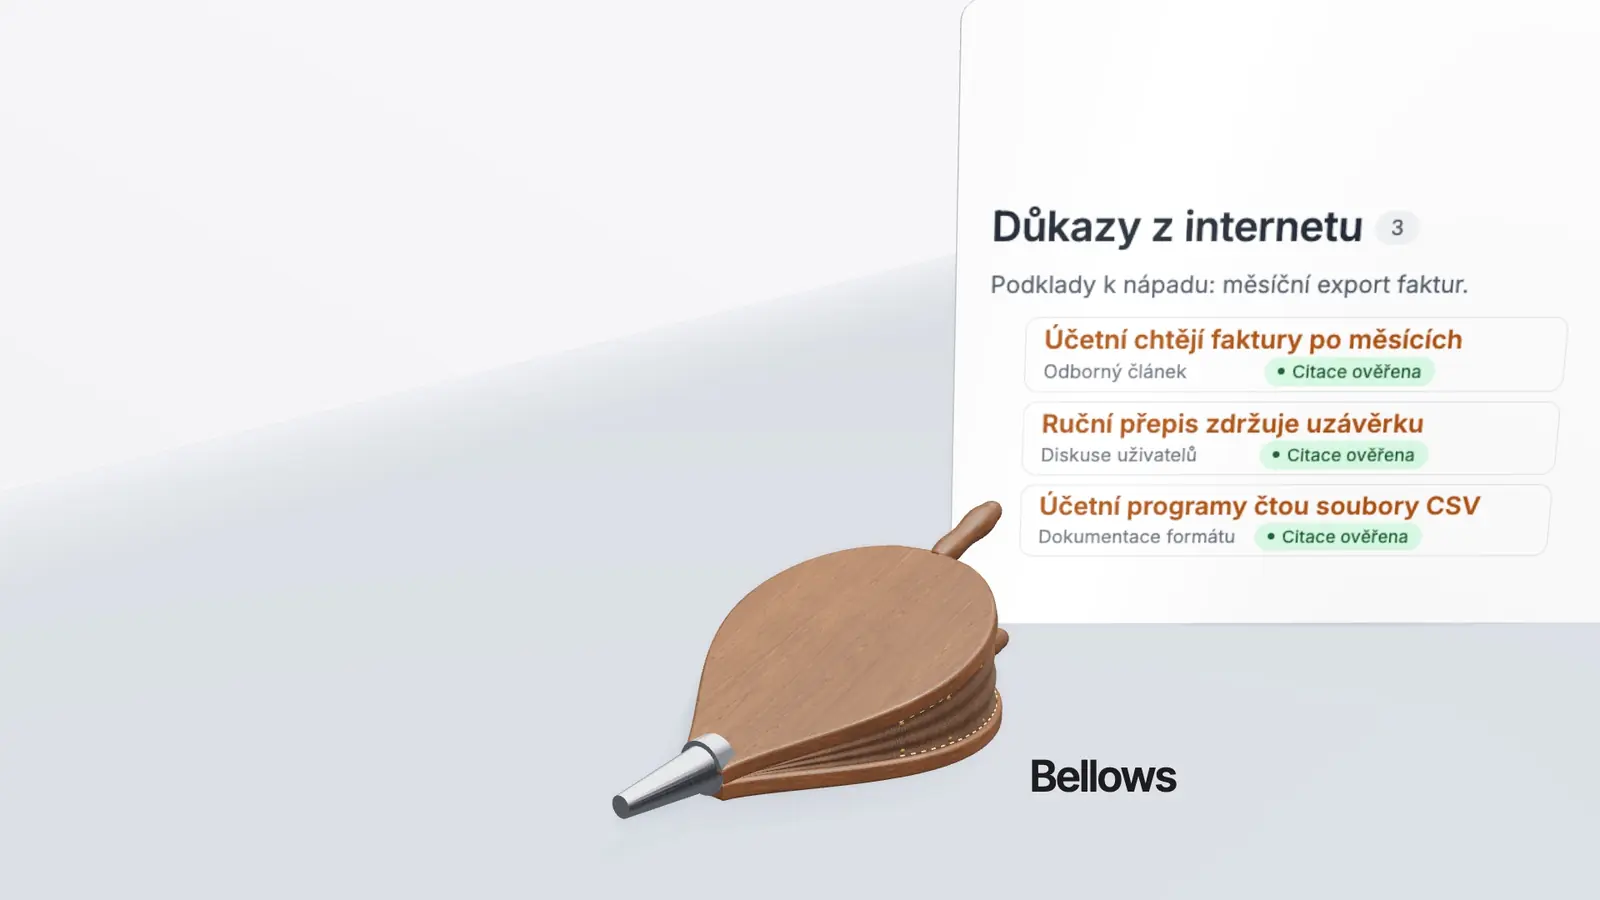 Důkazy z internetu 3
Podklady k nápadu: měsíční export faktur.
Účetní chtějí faktury po měsících
Odborný článek • Citace ověřena
Ruční přepis zdržuje uzávěrku
Diskuse uživatelů • Citace ověřena
Účetní programy čtou soubory CSV
Dokumentace formátu • Citace ověřena
Bellows